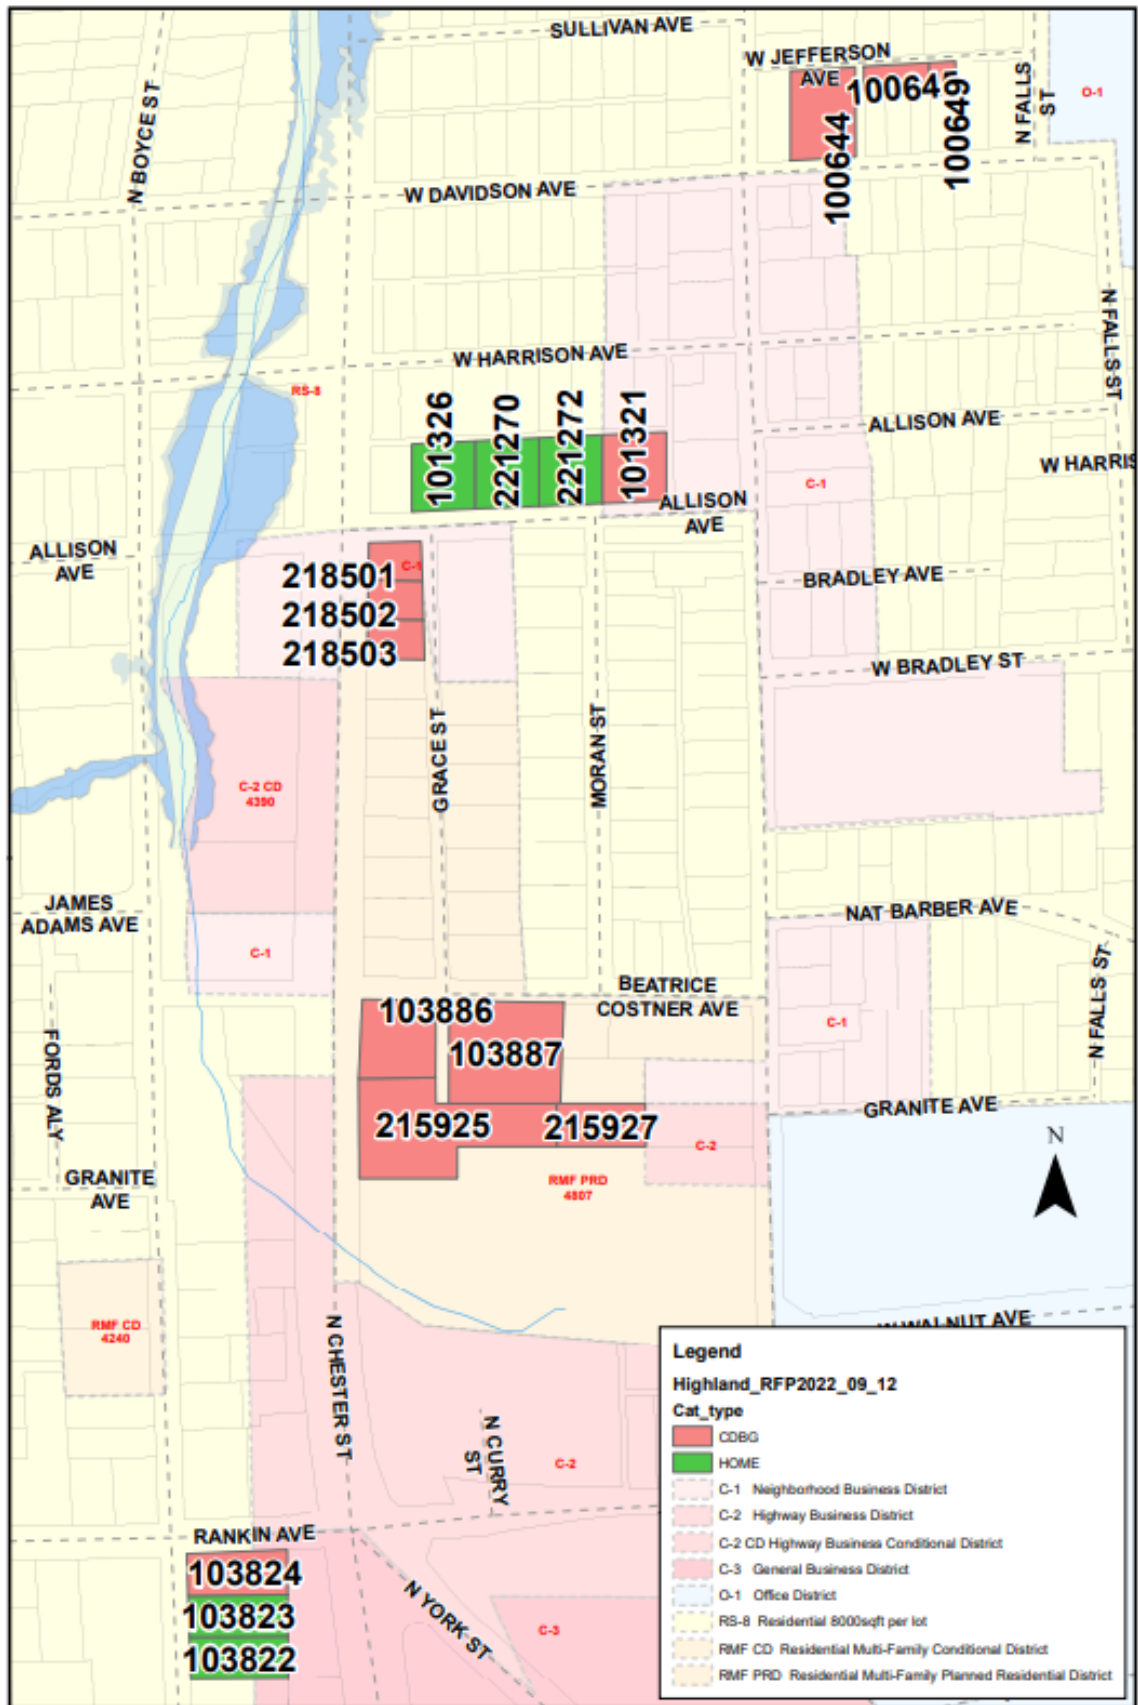 SULLIVAN AVE
W JEFFERSON
AVE
N FALLS
ST
O-1
N BOYCE ST
100644
10064
100649
W DAVIDSON AVE
N FALLS ST
W HARRISON AVE
RS-8
101326
221270
221272
101321
ALLISON AVE
W HARRIS
C-1
ALLISON
AVE
ALLISON
AVE
C-1
218501
218502
218503
BRADLEY AVE
W BRADLEY ST
GRACE ST
MORAN ST
C-2 CD
4390
JAMES
ADAMS AVE
NAT BARBER AVE
C-1
N FALLS ST
BEATRICE
COSTNER AVE
103886
103887
C-1
FORDS ALY
215925
215927
C-2
GRANITE AVE
N
GRANITE
AVE
RMF PRD
4807
RMF CD
4240
N CHESTER ST
W WALNUT AVE
N CURRY
ST
C-2
RANKIN AVE
103824
103823
103822
N YORK ST
C-3
Legend
Highland_RFP2022_09_12
Cat_type
CDBG
HOME
C-1 Neighborhood Business District
C-2 Highway Business District
C-2 CD Highway Business Conditional District
C-3 General Business District
O-1 Office District
RS-8 Residential 8000sqft per lot
RMF CD Residential Multi-Family Conditional District
RMF PRD Residential Multi-Family Planned Residential District